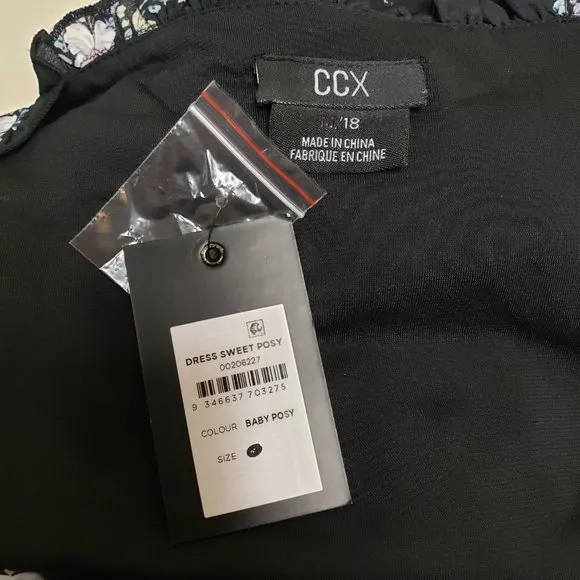 CCX
M/18
MADE IN CHINA
FABRIQUE EN CHINE
DRESS SWEET POSY
00206227
9 346637 703275
COLOUR BABY POSY
SIZE